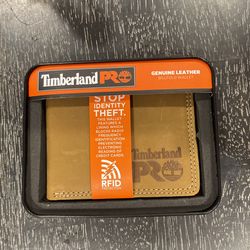 Timberland PRO
GENUINE LEATHER
BILLFOLD WALLET
STOP
IDENTITY
THEFT.
THIS WALLET
FEATURES A
LINING WHICH
BLOCKS RADIO
FREQUENCY
IDENTIFICATION
PREVENTING
ELECTRONIC
READING OF
CREDIT CARDS.
RFID
Timberland
PRO